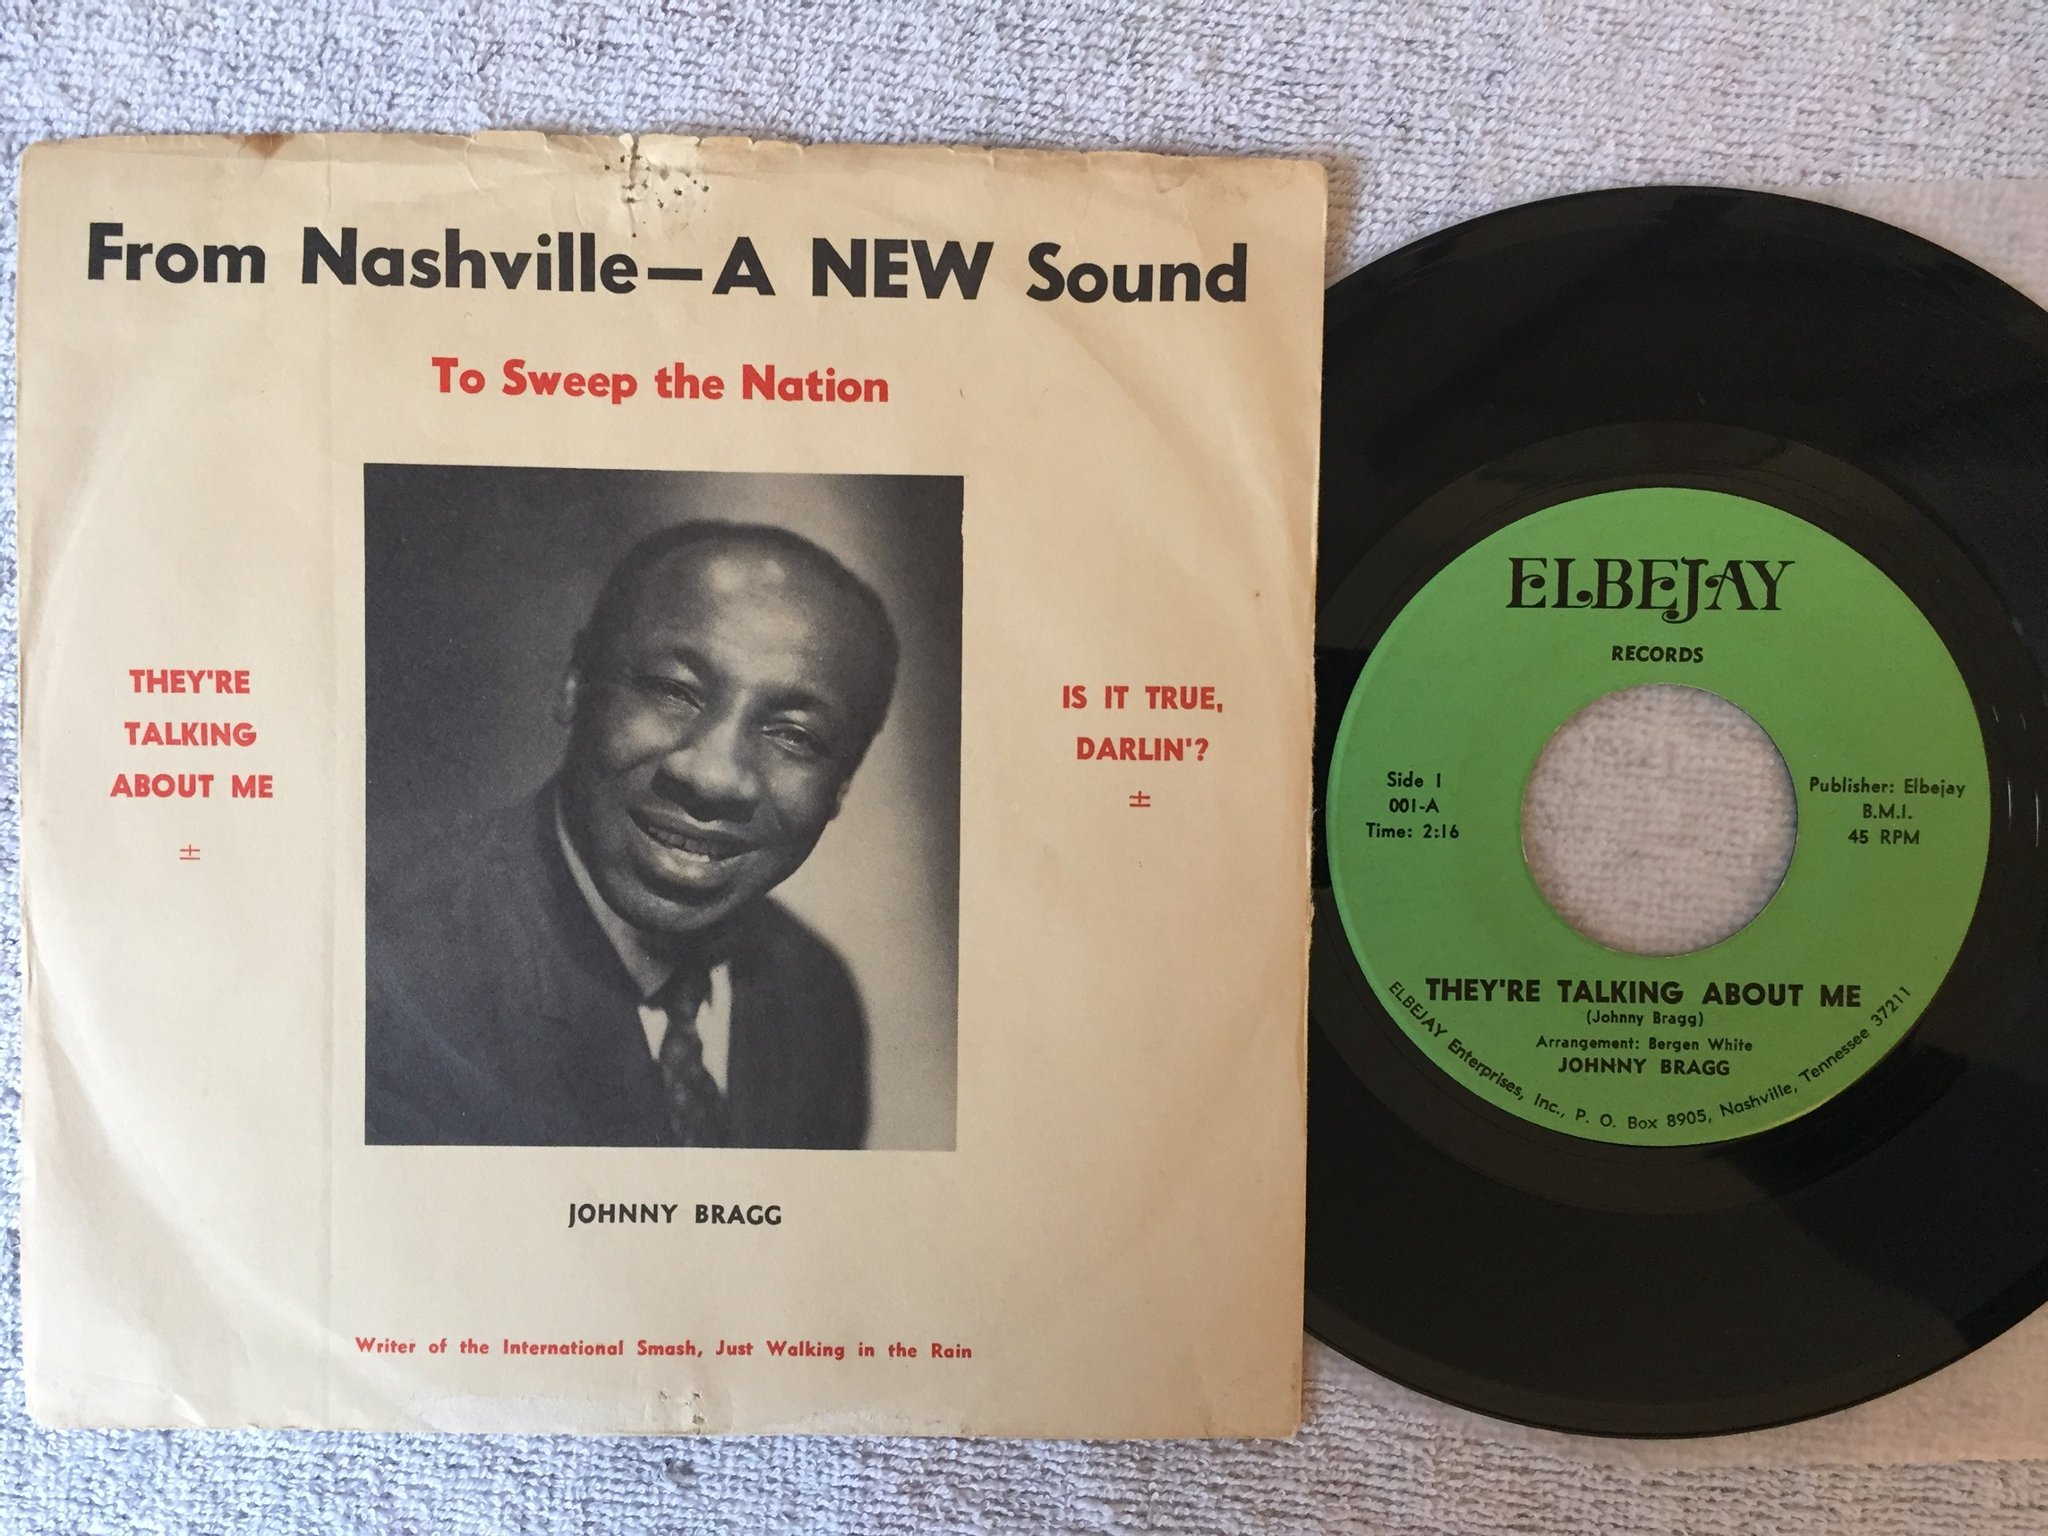 From Nashville—A NEW Sound
To Sweep the Nation
THEY'RE
TALKING
ABOUT ME
IS IT TRUE,
DARLIN'?
JOHNNY BRAGG
Writer of the International Smash, Just Walking in the Rain
ELBEJAY
RECORDS
Side 1
001-A
Time: 2:16
Publisher: Elbejay
B.M.I.
45 RPM
THEY'RE TALKING ABOUT ME
(Johnny Bragg)
Arrangement: Bergen White
JOHNNY BRAGG
ELBEJAY Enterprises, Inc., P. O. Box 8905, Nashville, Tennessee 37211